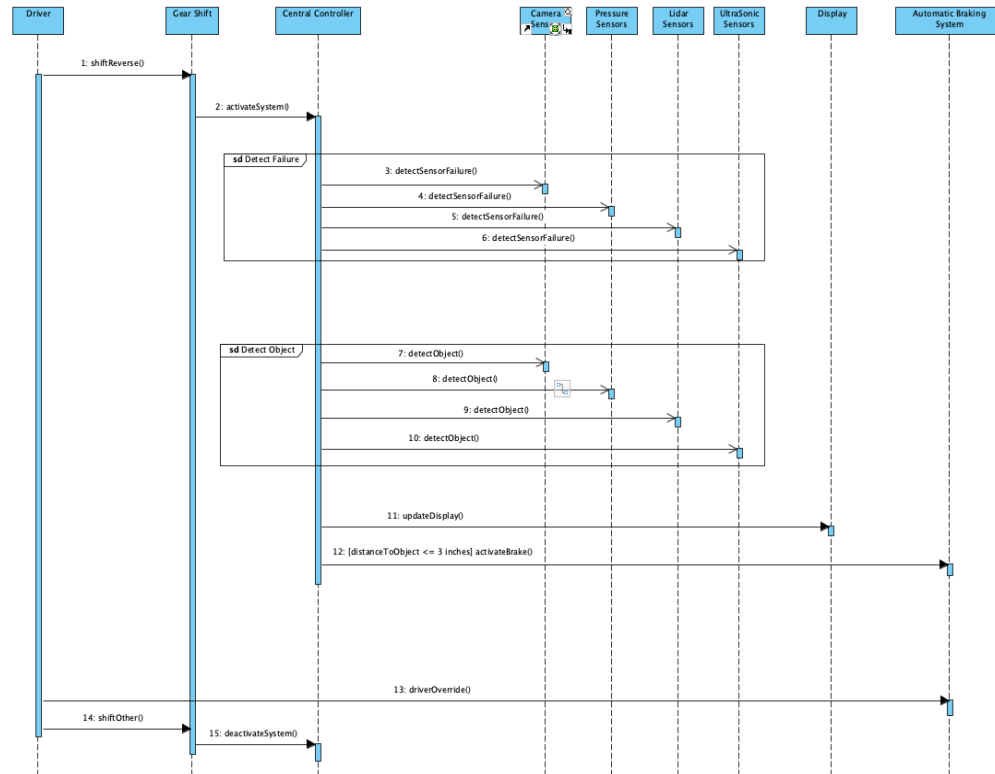 Driver
Gear Shift
Central Controller
Camera
Pressure
Sensors
Lidar
Sensors
UltraSonic
Sensors
Display
Automatic Braking
System
1: shiftReverse()
2: activateSystem()
sd Detect Failure
3: detectSensorFailure()
4: detectSensorFailure()
5: detectSensorFailure()
6: detectSensorFailure()
sd Detect Object
7: detectObject()
8: detectObject()
9: detectObject()
10: detectObject()
11: updateDisplay()
12: [distanceToObject <= 3 inches] activateBrake()
13: driverOverride()
14: shiftOther()
15: deactivateSystem()